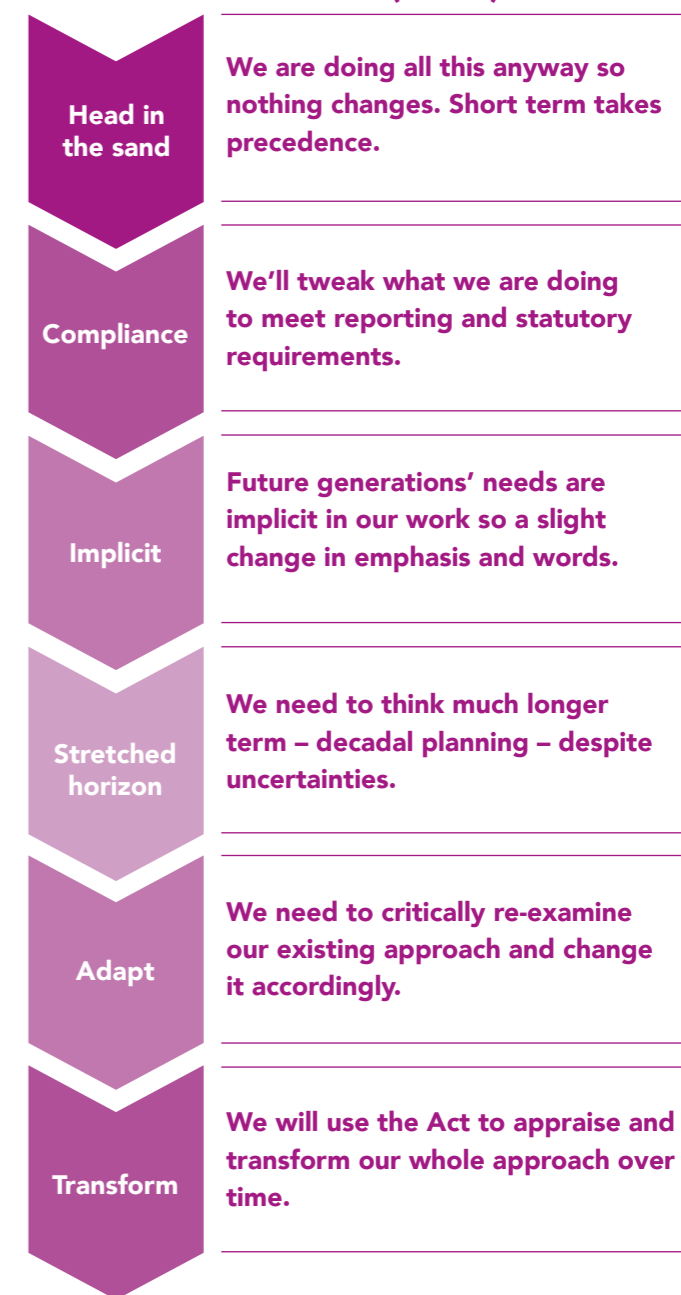 Head in
the sand
We are doing all this anyway so
nothing changes. Short term takes
precedence.
Compliance
We’ll tweak what we are doing
to meet reporting and statutory
requirements.
Implicit
Future generations’ needs are
implicit in our work so a slight
change in emphasis and words.
Stretched
horizon
We need to think much longer
term – decadal planning – despite
uncertainties.
Adapt
We need to critically re-examine
our existing approach and change
it accordingly.
Transform
We will use the Act to appraise and
transform our whole approach over
time.